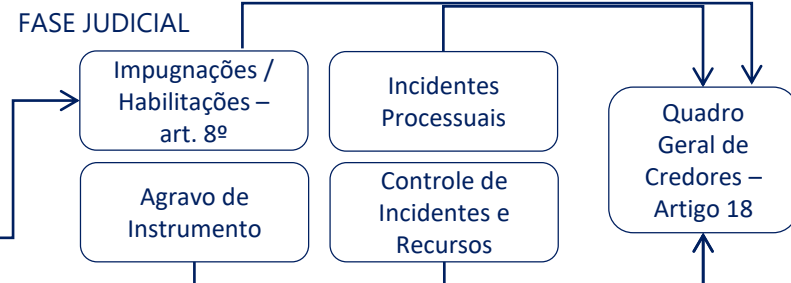 FASE JUDICIAL
Impugnações /
Habilitações –
art. 8º
Incidentes
Processuais
Agravo de
Instrumento
Controle de
Incidentes e
Recursos
Quadro
Geral de
Credores –
Artigo 18